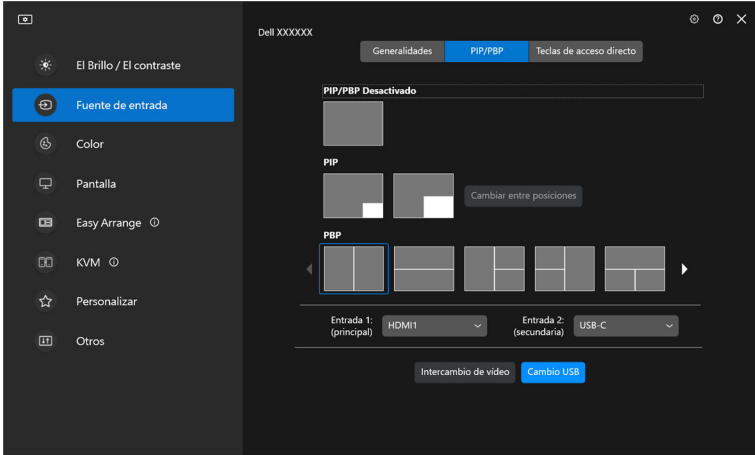 Dell XXXXXX
Generalidades PIP/PBP Teclas de acceso directo
El Brillo / El contraste
Fuente de entrada
Color
Pantalla
Easy Arrange
KVM
Personalizar
Otros
PIP/PBP Desactivado
PIP
Cambiar entre posiciones
PBP
Entrada 1:
(principal)
HDMI1
Entrada 2:
(secundaria)
USB-C
Intercambio de vídeo Cambio USB